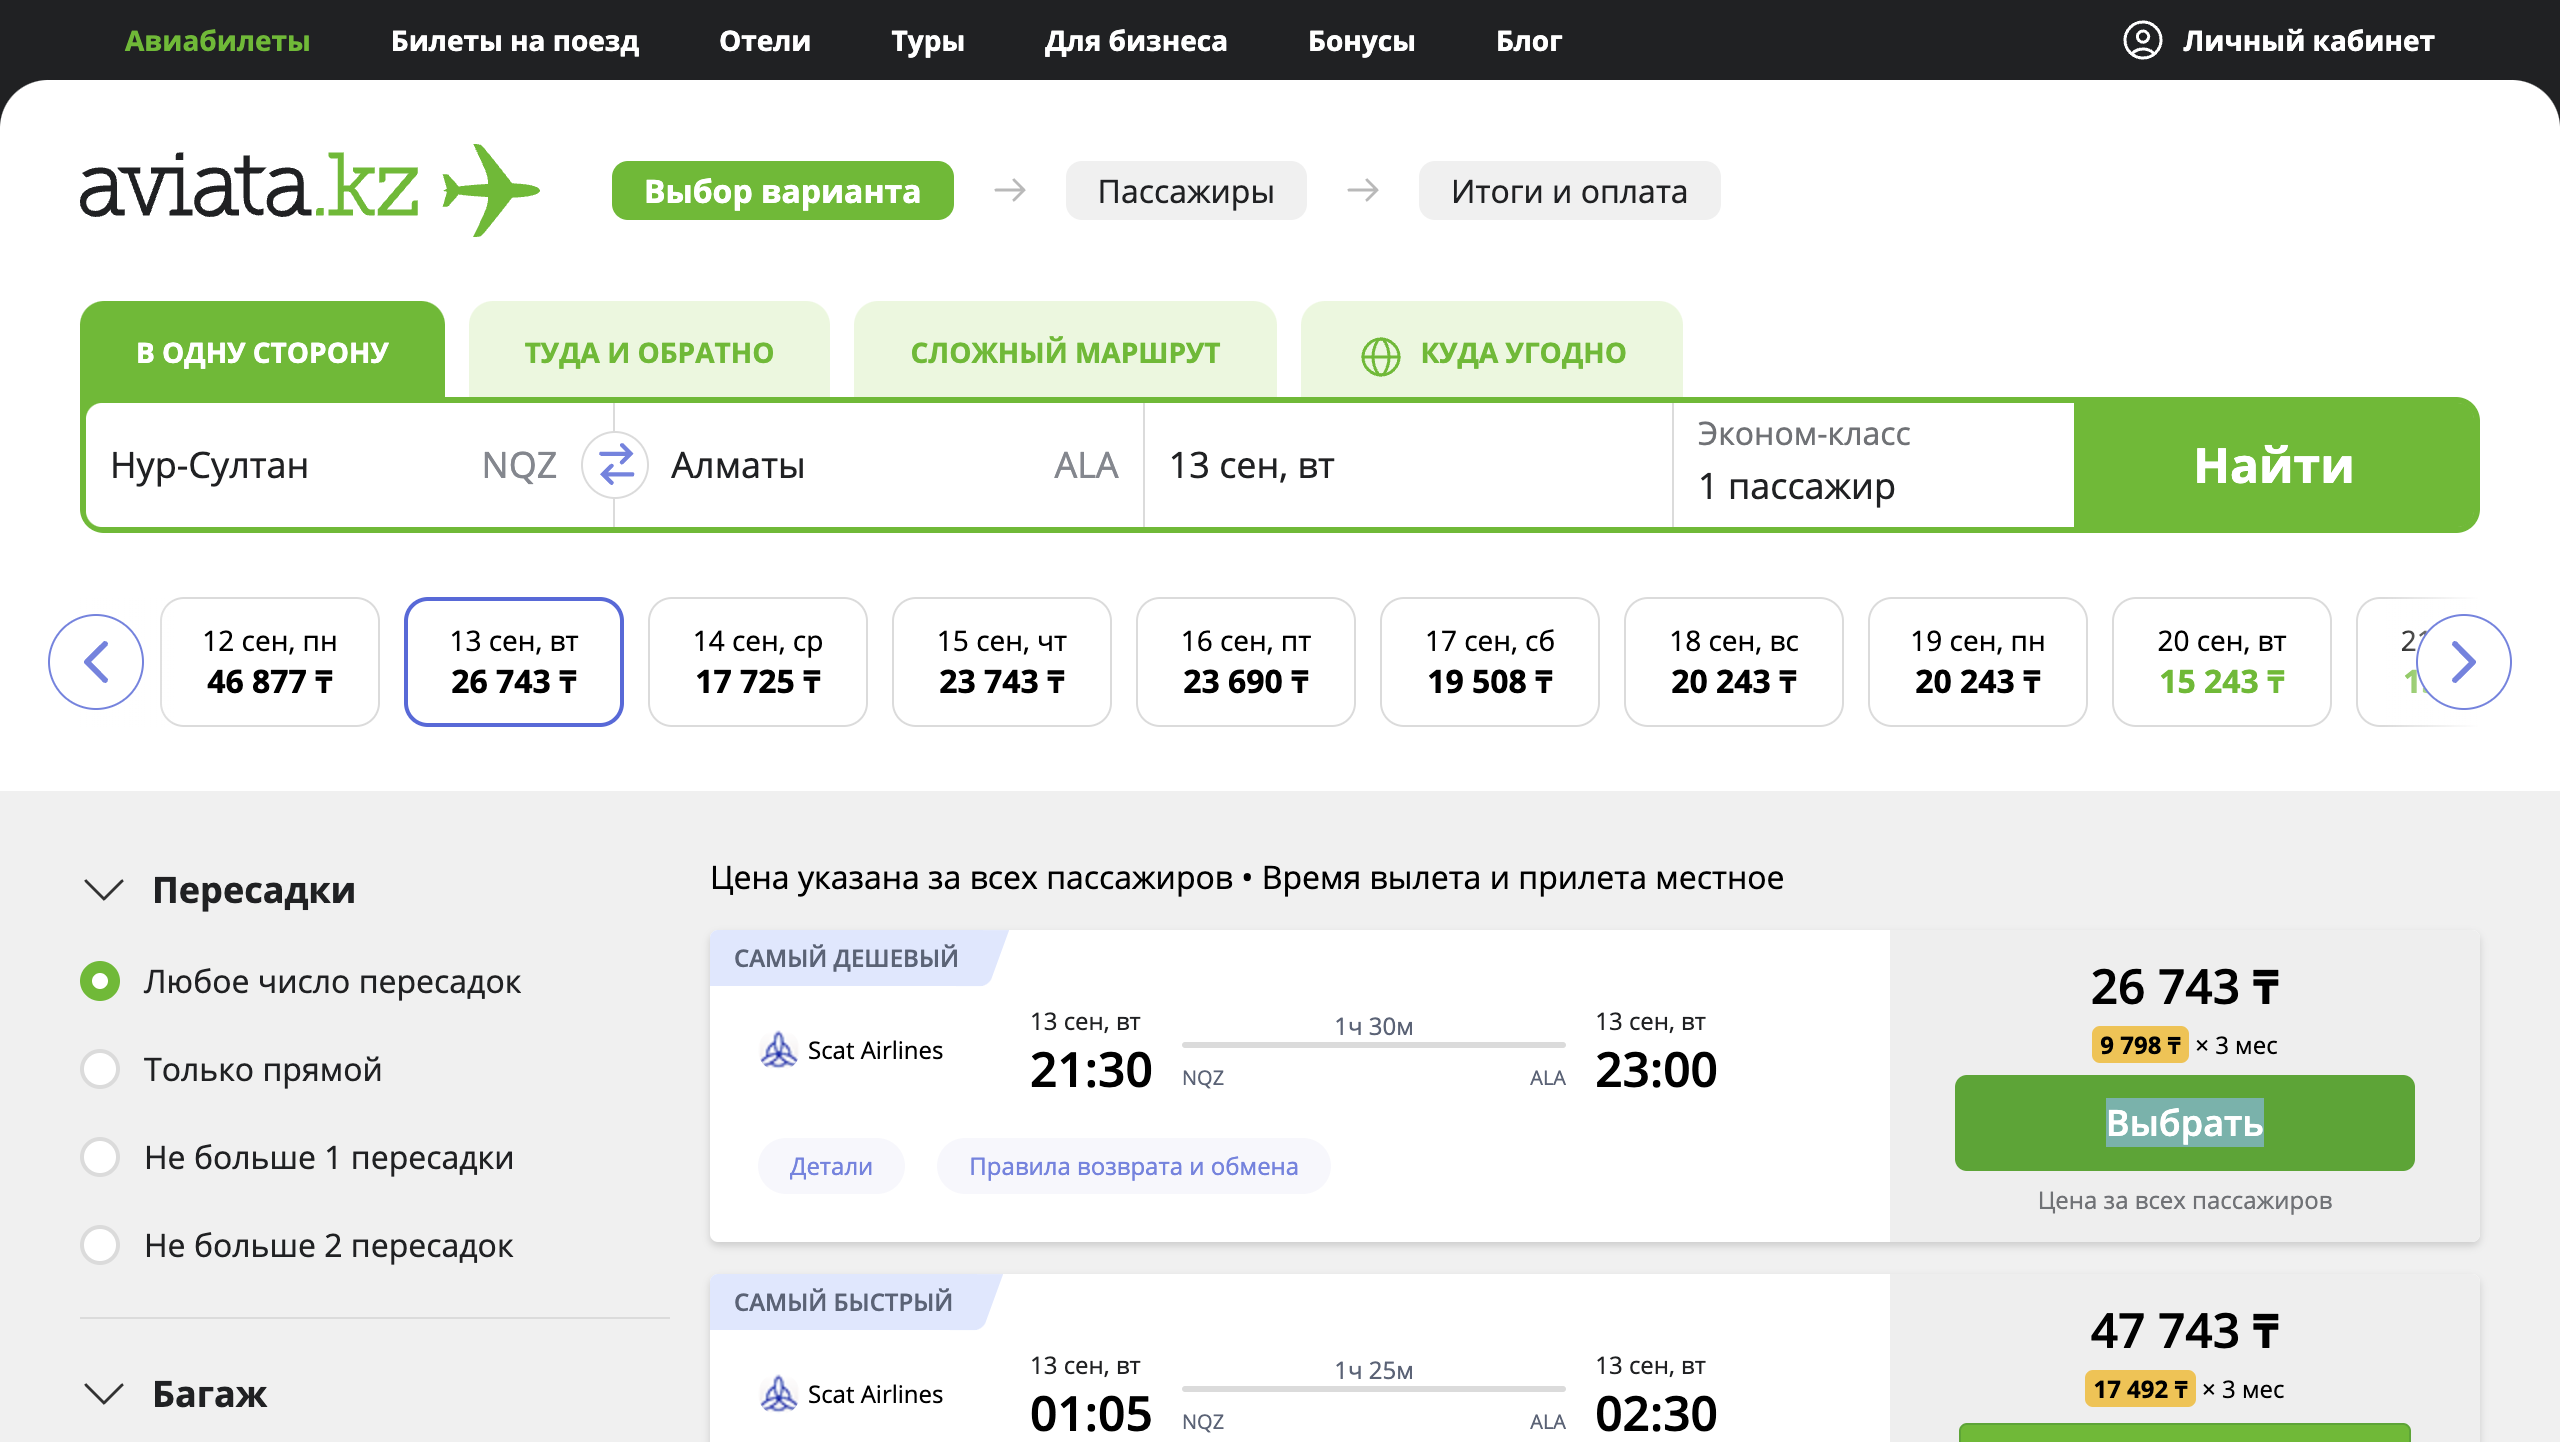 Авиабилеты Билеты на поезд Отели Туры Для бизнеса Бонусы Блог Личный кабинет
aviata.kz Выбор варианта Пассажиры Итоги и оплата
В ОДНУ СТОРОНУ ТУДА И ОБРАТНО СЛОЖНЫЙ МАРШРУТ КУДА УГОДНО
Нур-Султан NQZ Алматы ALA 13 сен, вт Эконом-класс
1 пассажир
Найти
12 сен, пн 13 сен, вт 14 сен, ср 15 сен, чт 16 сен, пт 17 сен, сб 18 сен, вс 19 сен, пн 20 сен, вт
46 877 ₸ 26 743 ₸ 17 725 ₸ 23 743 ₸ 23 690 ₸ 19 508 ₸ 20 243 ₸ 20 243 ₸ 15 243 ₸
Пересадки
Любое число пересадок
Только прямой
Не больше 1 пересадки
Не больше 2 пересадок
Багаж
Цена указана за всех пассажиров • Время вылета и прилета местное
САМЫЙ ДЕШЕВЫЙ
Scat Airlines
13 сен, вт 1ч 30м 13 сен, вт
21:30 NQZ ALA 23:00
Детали Правила возврата и обмена
26 743 ₸
9 798 ₸ × 3 мес
Выбрать
Цена за всех пассажиров
САМЫЙ БЫСТРЫЙ
Scat Airlines
13 сен, вт 1ч 25м 13 сен, вт
01:05 NQZ ALA 02:30
47 743 ₸
17 492 ₸ × 3 мес